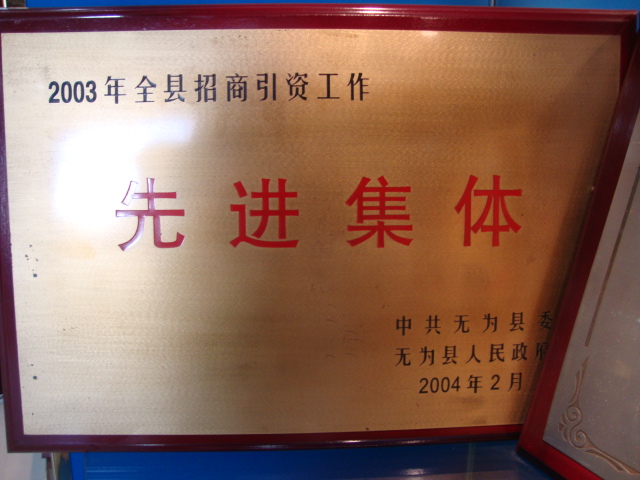 2003年全县招商引资工作
先进集体
中共无为县委
无为县人民政府
2004年2月